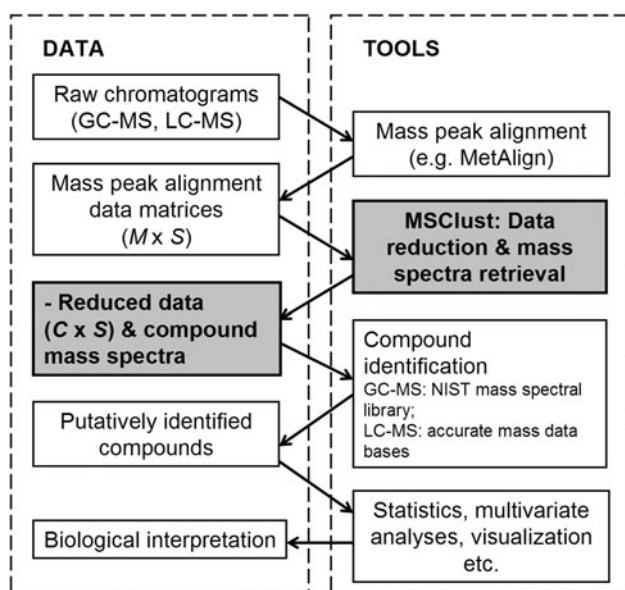 DATA
Raw chromatograms
(GC-MS, LC-MS)
Mass peak alignment
data matrices
(M x S)
- Reduced data
(C x S) & compound
mass spectra
Putatively identified
compounds
Biological interpretation
TOOLS
Mass peak alignment
(e.g. MetAlign)
MSClust: Data
reduction & mass
spectra retrieval
Compound
identification
GC-MS: NIST mass spectral
library;
LC-MS: accurate mass data
bases
Statistics, multivariate
analyses, visualization
etc.